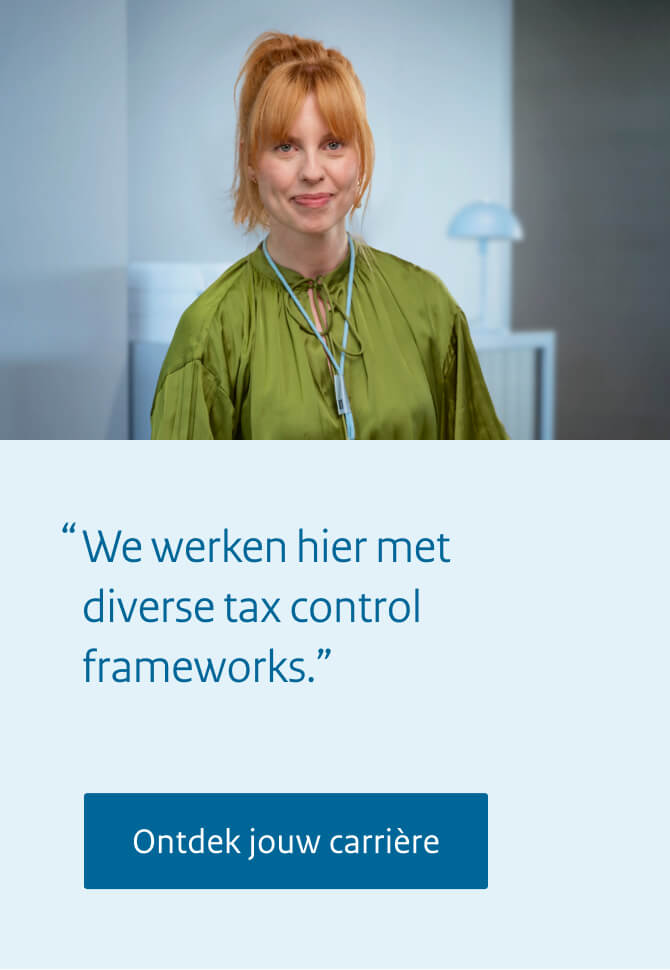 “We werken hier met
diverse tax control
frameworks.”
Ontdek jouw carrière